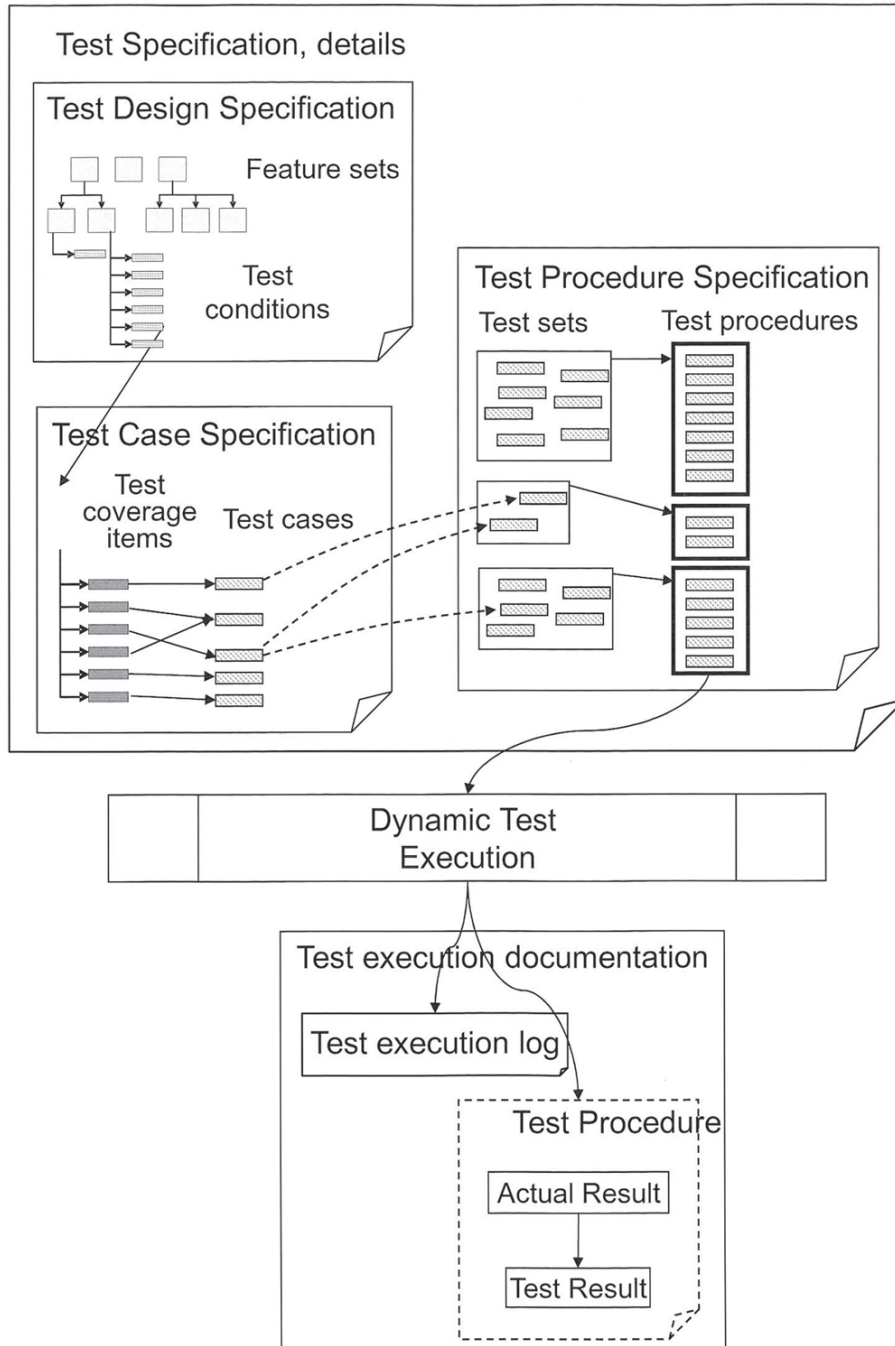 Test Specification, details
Test Design Specification
Feature sets
Test
conditions
Test Procedure Specification
Test sets
Test procedures
Test Case Specification
Test
coverage
items
Test cases
Dynamic Test
Execution
Test execution documentation
Test execution log
Test Procedure
Actual Result
Test Result